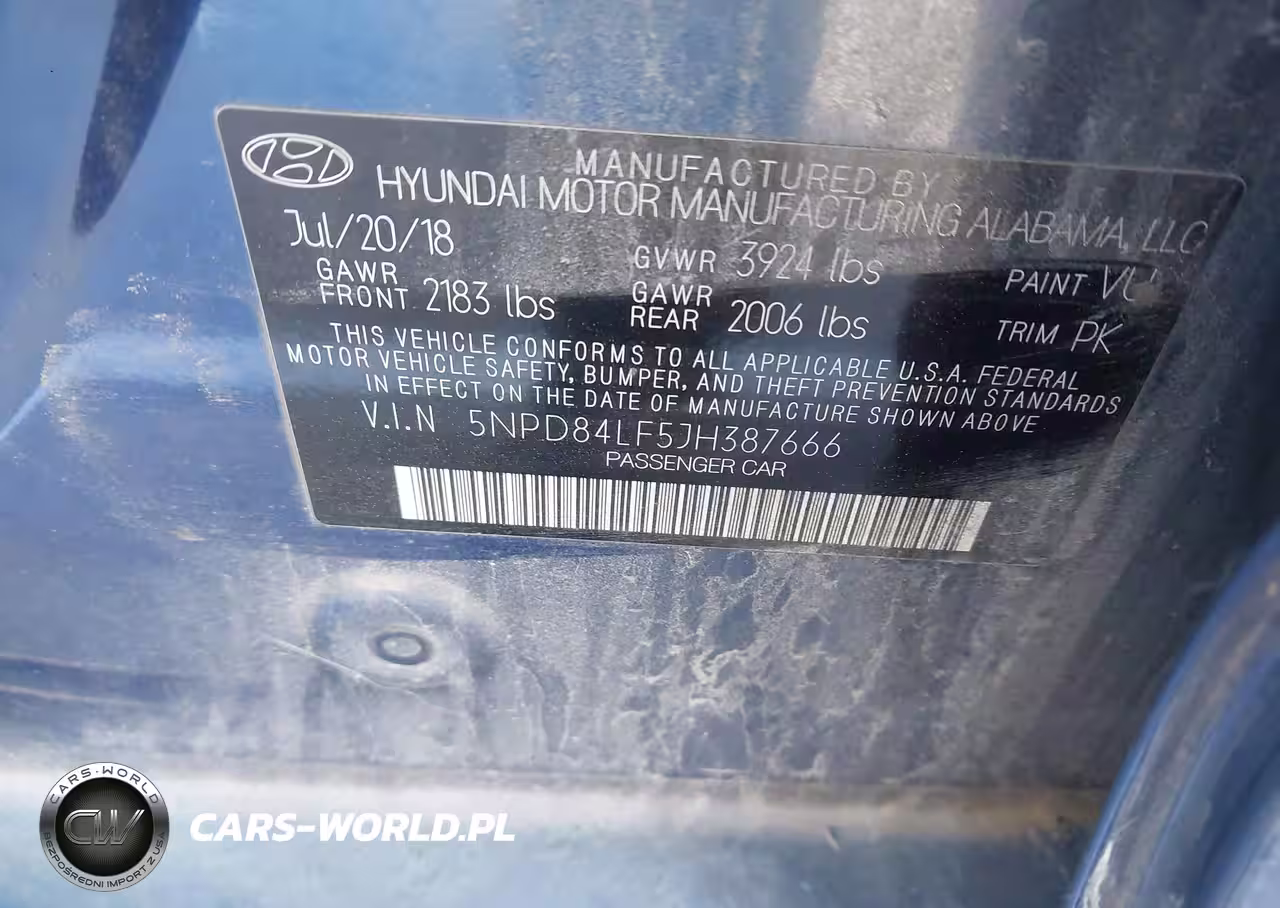 MANUFACTURED BY
HYUNDAI MOTOR MANUFACTURING ALABAMA, LLC
Jul/20/18
GAWR FRONT 2183 lbs
GVWR 3924 lbs
GAWR REAR 2006 lbs
PAINT
TRIM PK
THIS VEHICLE CONFORMS TO ALL APPLICABLE U.S.A. FEDERAL
MOTOR VEHICLE SAFETY, BUMPER, AND THEFT PREVENTION STANDARDS
IN EFFECT ON THE DATE OF MANUFACTURE SHOWN ABOVE
V.I.N 5NPD84LF5JH387666
PASSENGER CAR
CARS-WORLD
CW
BEZPOŚREDNI IMPORT Z USA
CARS-WORLD.PL